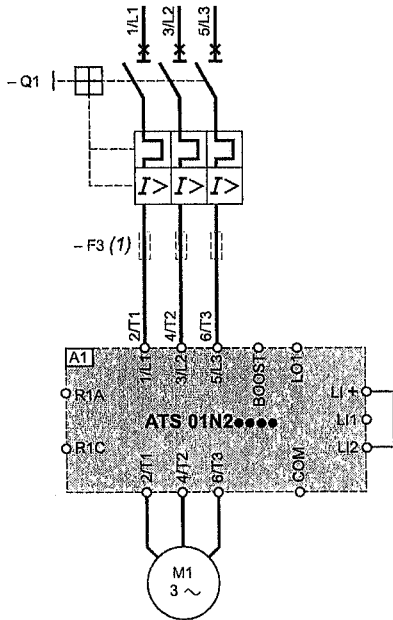 1/L1 3/L2 5/L3
– Q1
I> I> I>
– F3 (1)
2/T1 4/T2 6/T3
A1
1/L1 3/L2 5/L3 BOOST LO1
R1A
LI +
ATS 01N2●●●●
LI1
R1C
LI2
2/T1 4/T2 6/T3 COM
M1
3 ~